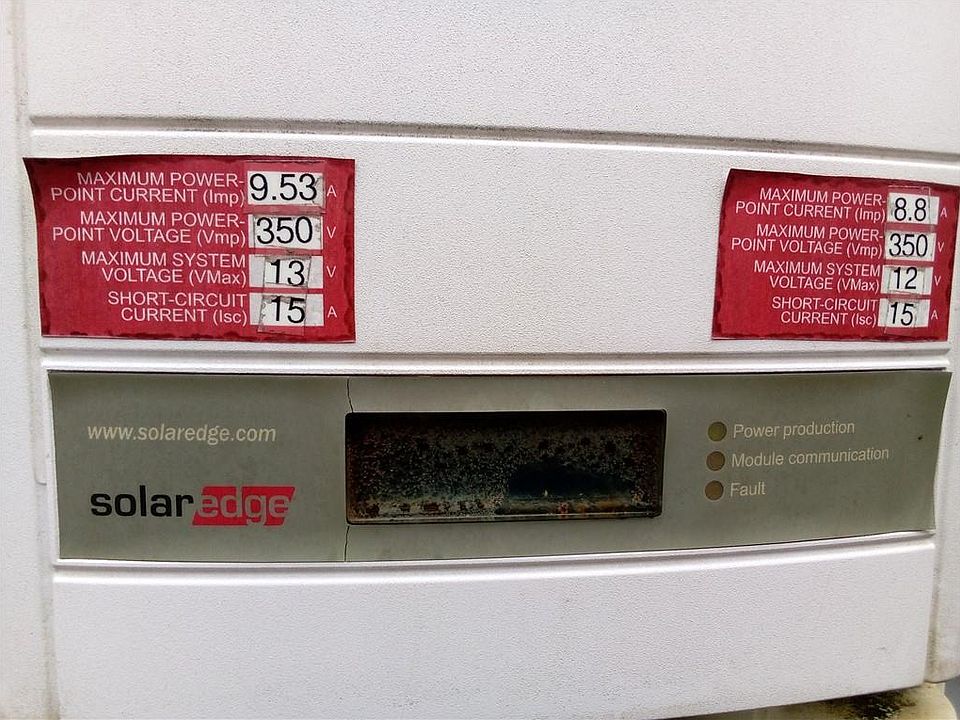 MAXIMUM POWER-
POINT CURRENT (Imp) 9.53 A
MAXIMUM POWER-
POINT VOLTAGE (Vmp) 350 V
MAXIMUM SYSTEM
VOLTAGE (VMax) 13 V
SHORT-CIRCUIT
CURRENT (Isc) 15 A
MAXIMUM POWER-
POINT CURRENT (Imp) 8.8 A
MAXIMUM POWER-
POINT VOLTAGE (Vmp) 350 V
MAXIMUM SYSTEM
VOLTAGE (VMax) 12 V
SHORT-CIRCUIT
CURRENT (Isc) 15 A
www.solaredge.com
solaredge
Power production
Module communication
Fault